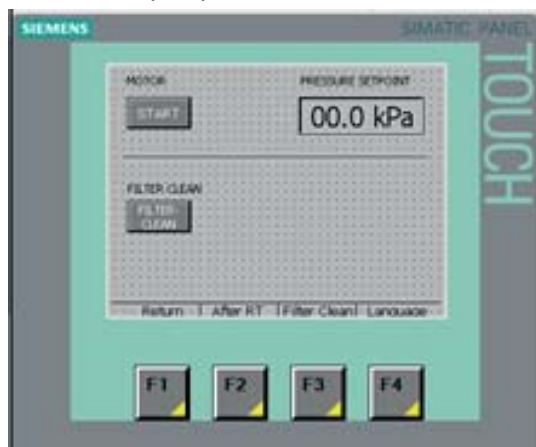 SIEMENS
SIMATIC PANEL
TOUCH
MOTOR
PRESSURE SETPOINT
START
00.0 kPa
FILTER CLEAN
FILTER-
CLEAN
Return After RT Filter Clean Language
F1 F2 F3 F4